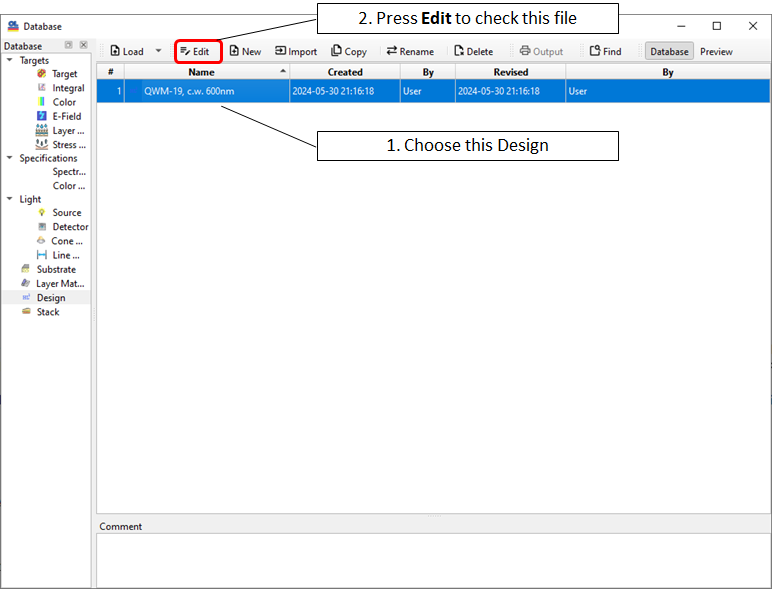 2. Press Edit to check this file
Database
Database
Load Edit New Import Copy Rename Delete Output Find Database Preview
Targets
Target
Integral
Color
E-Field
Layer ...
Stress ...
Specifications
Spectr...
Color ...
Light
Source
Detector
Cone ...
Line ...
Substrate
Layer Mat...
Design
Stack
# Name Created By Revised By
1 QWM-19, c.w. 600nm 2024-05-30 21:16:18 User 2024-05-30 21:16:18 User
1. Choose this Design
Comment